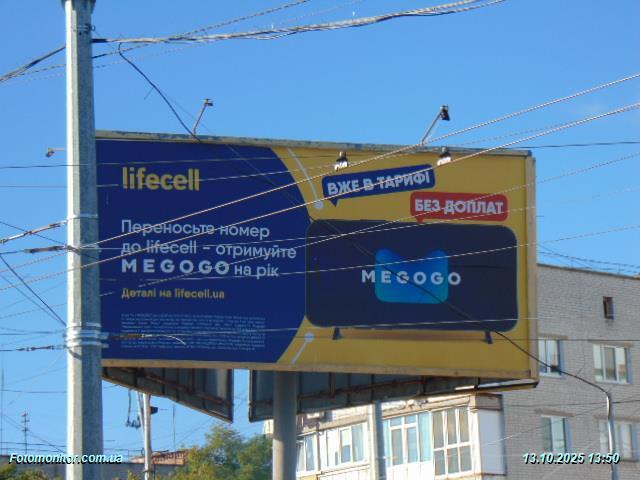 lifecell
Переносьте номер
до lifecell – отримуйте
MEGOGO на рік
Деталі на lifecell.ua
ВЖЕ В ТАРИФІ
БЕЗ ДОПЛАТ
MEGOGO
Fotomonitor.com.ua
13.10.2025 13:50